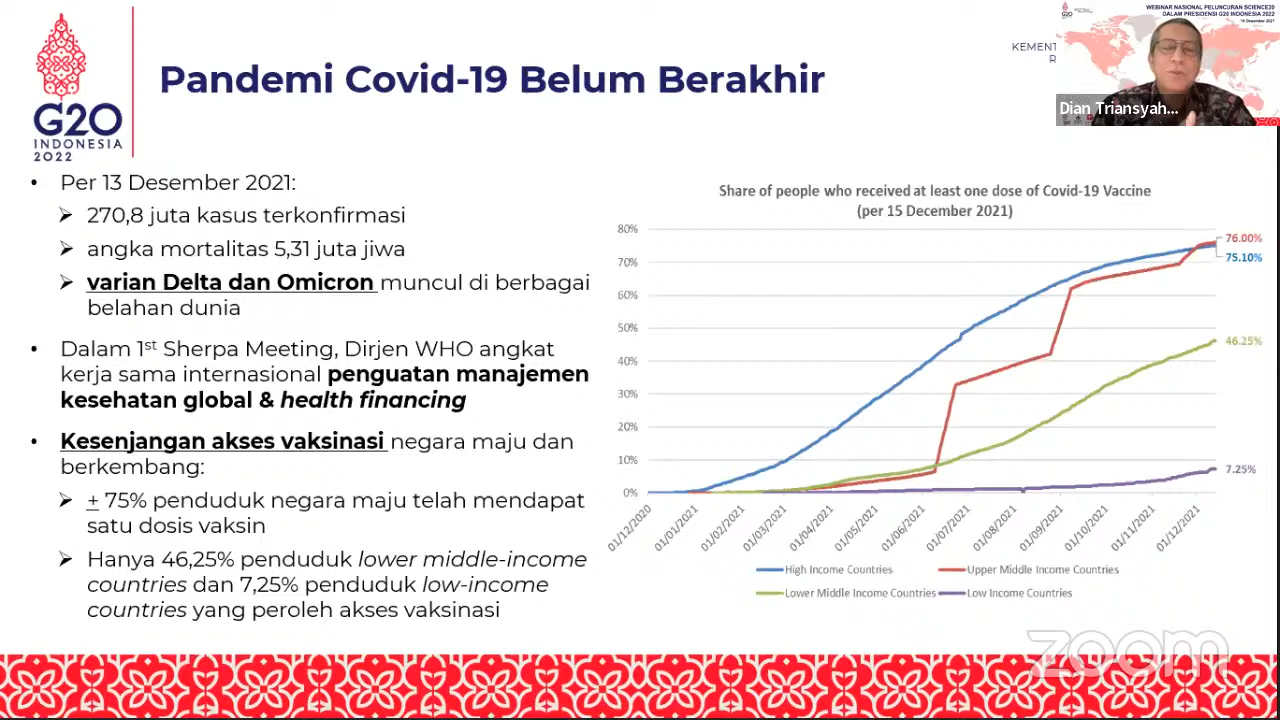 G20
INDONESIA
2022
Pandemi Covid-19 Belum Berakhir
KEMENT
R
WEBINAR NASIONAL PELUNCURAN SCIENCE20
DALAM PRESIDENSI G20 INDONESIA 2022
Dian Triansyah...
• Per 13 Desember 2021:
➢ 270,8 juta kasus terkonfirmasi
➢ angka mortalitas 5,31 juta jiwa
➢ varian Delta dan Omicron muncul di berbagai
belahan dunia
• Dalam 1st Sherpa Meeting, Dirjen WHO angkat
kerja sama internasional penguatan manajemen
kesehatan global & health financing
• Kesenjangan akses vaksinasi negara maju dan
berkembang:
➢ ± 75% penduduk negara maju telah mendapat
satu dosis vaksin
➢ Hanya 46,25% penduduk lower middle-income
countries dan 7,25% penduduk low-income
countries yang peroleh akses vaksinasi
Share of people who received at least one dose of Covid-19 Vaccine
(per 15 December 2021)
80%
70%
60%
50%
40%
30%
20%
10%
0%
76.00%
75.10%
46.25%
7.25%
01/12/2020
01/01/2021
01/02/2021
01/03/2021
01/04/2021
01/05/2021
01/06/2021
01/07/2021
01/08/2021
01/09/2021
01/10/2021
01/11/2021
01/12/2021
High Income Countries
Upper Middle Income Countries
Lower Middle Income Countries
Low Income Countries
zoom